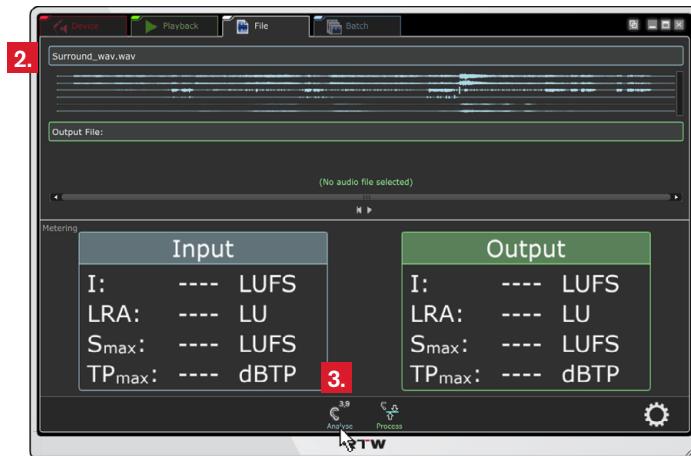 Device Playback File Batch
2.
Surround_wav.wav
Output File:
(No audio file selected)
Metering
Input Output
I: ---- LUFS I: ---- LUFS
LRA: ---- LU LRA: ---- LU
Smax: ---- LUFS Smax: ---- LUFS
TPmax: ---- dBTP TPmax: ---- dBTP
3.
3,9
Analyse Process
RTW